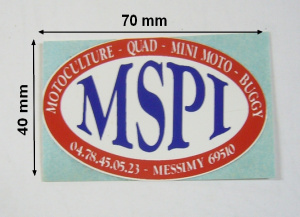 70 mm
40 mm
MOTOCULTURE - QUAD - MINI MOTO - BUGGY
MSPI
04.78.45.05.23 - MESSIMY 69510